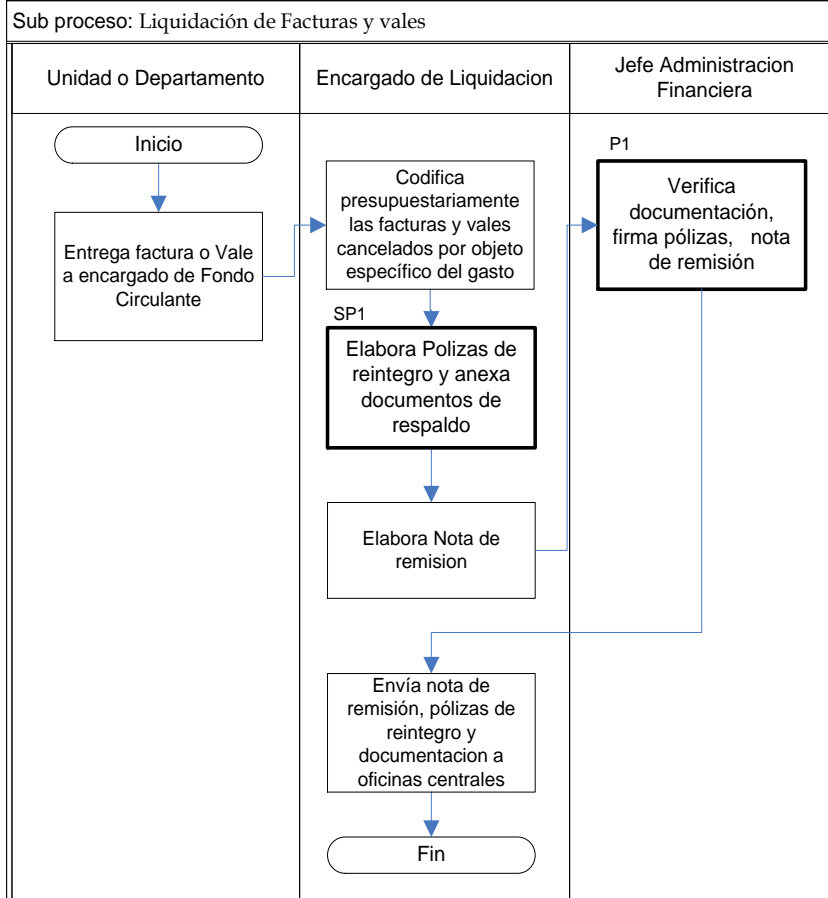 Sub proceso: Liquidación de Facturas y vales
Unidad o Departamento
Encargado de Liquidacion
Jefe Administracion
Financiera
Inicio
Entrega factura o Vale
a encargado de Fondo
Circulante
Codifica
presupuestariamente
las facturas y vales
cancelados por objeto
específico del gasto
SP1
Elabora Polizas de
reintegro y anexa
documentos de
respaldo
Elabora Nota de
remision
P1
Verifica
documentación,
firma pólizas, nota
de remisión
Envía nota de
remisión, pólizas de
reintegro y
documentacion a
oficinas centrales
Fin